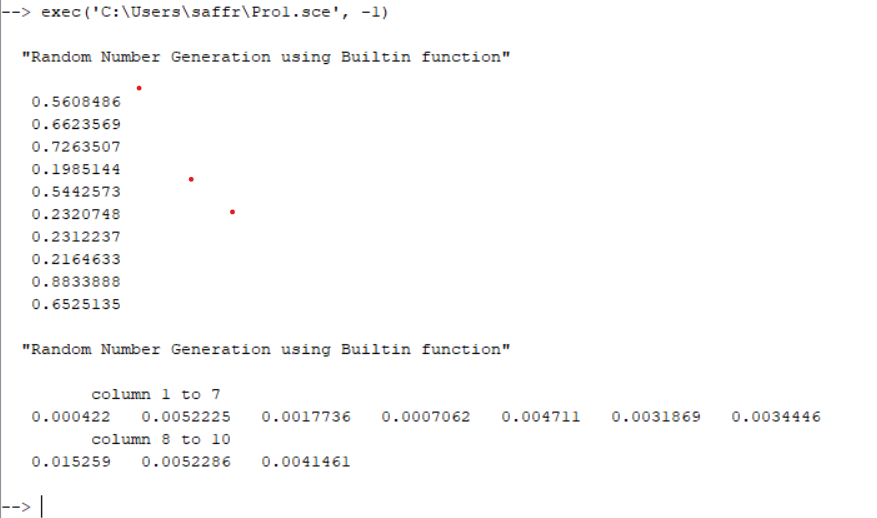 --> exec('C:\Users\saffr\Pro1.sce', -1)
"Random Number Generation using Builtin function"
0.5608486
0.6623569
0.7263507
0.1985144
0.5442573
0.2320748
0.2312237
0.2164633
0.8833888
0.6525135
"Random Number Generation using Builtin function"
column 1 to 7
0.000422 0.0052225 0.0017736 0.0007062 0.004711 0.0031869 0.0034446
column 8 to 10
0.015259 0.0052286 0.0041461
-->